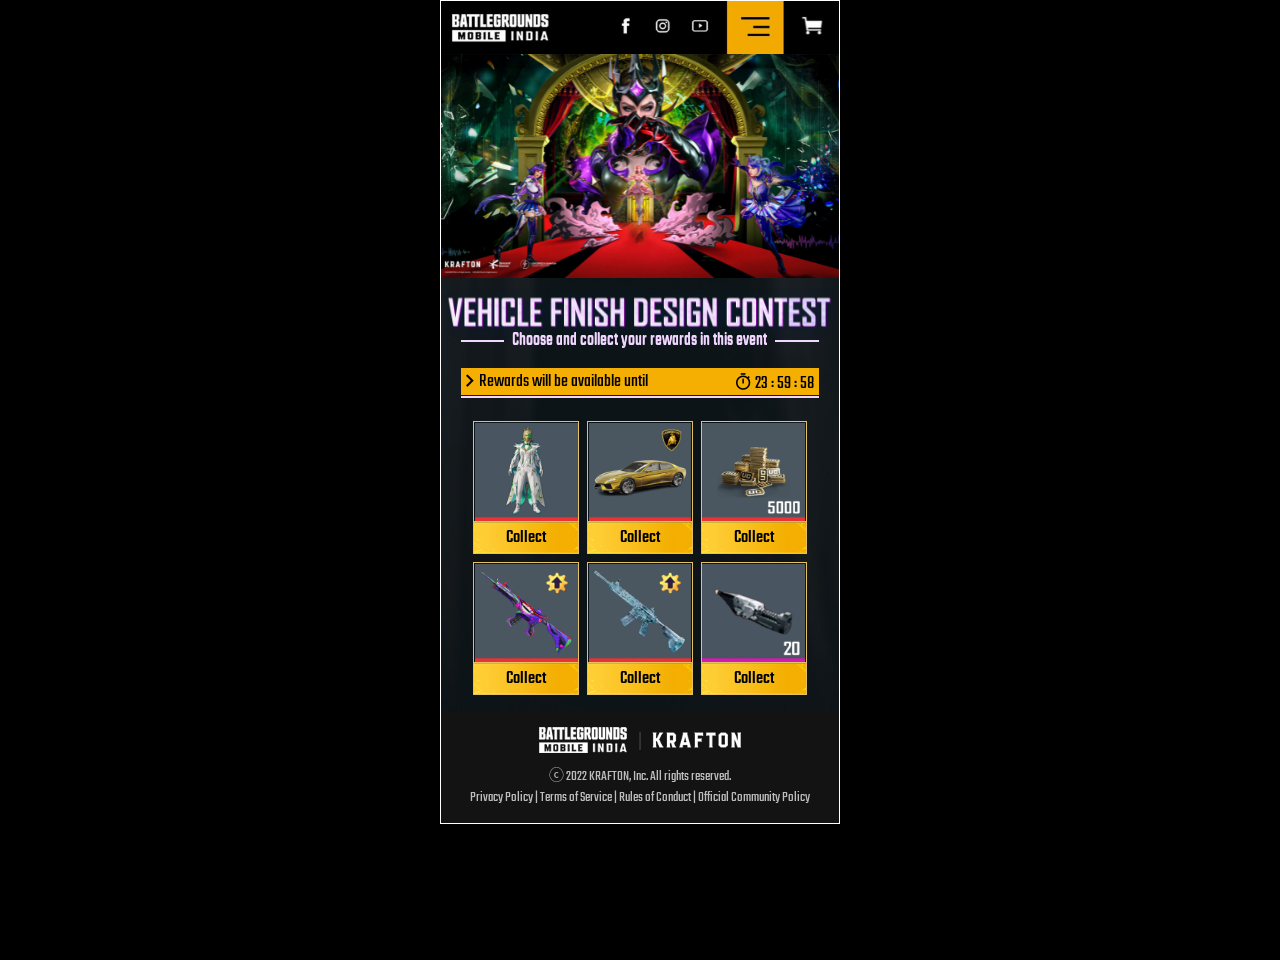 BATTLEGROUNDS
MOBILE INDIA
KRAFTON
VEHICLE FINISH DESIGN CONTEST
Choose and collect your rewards in this event
Rewards will be available until
23 : 59 : 58
5000
Collect
Collect
Collect
20
Collect
Collect
Collect
BATTLEGROUNDS
MOBILE INDIA
KRAFTON
ⓒ 2022 KRAFTON, Inc. All rights reserved.
Privacy Policy | Terms of Service | Rules of Conduct | Official Community Policy